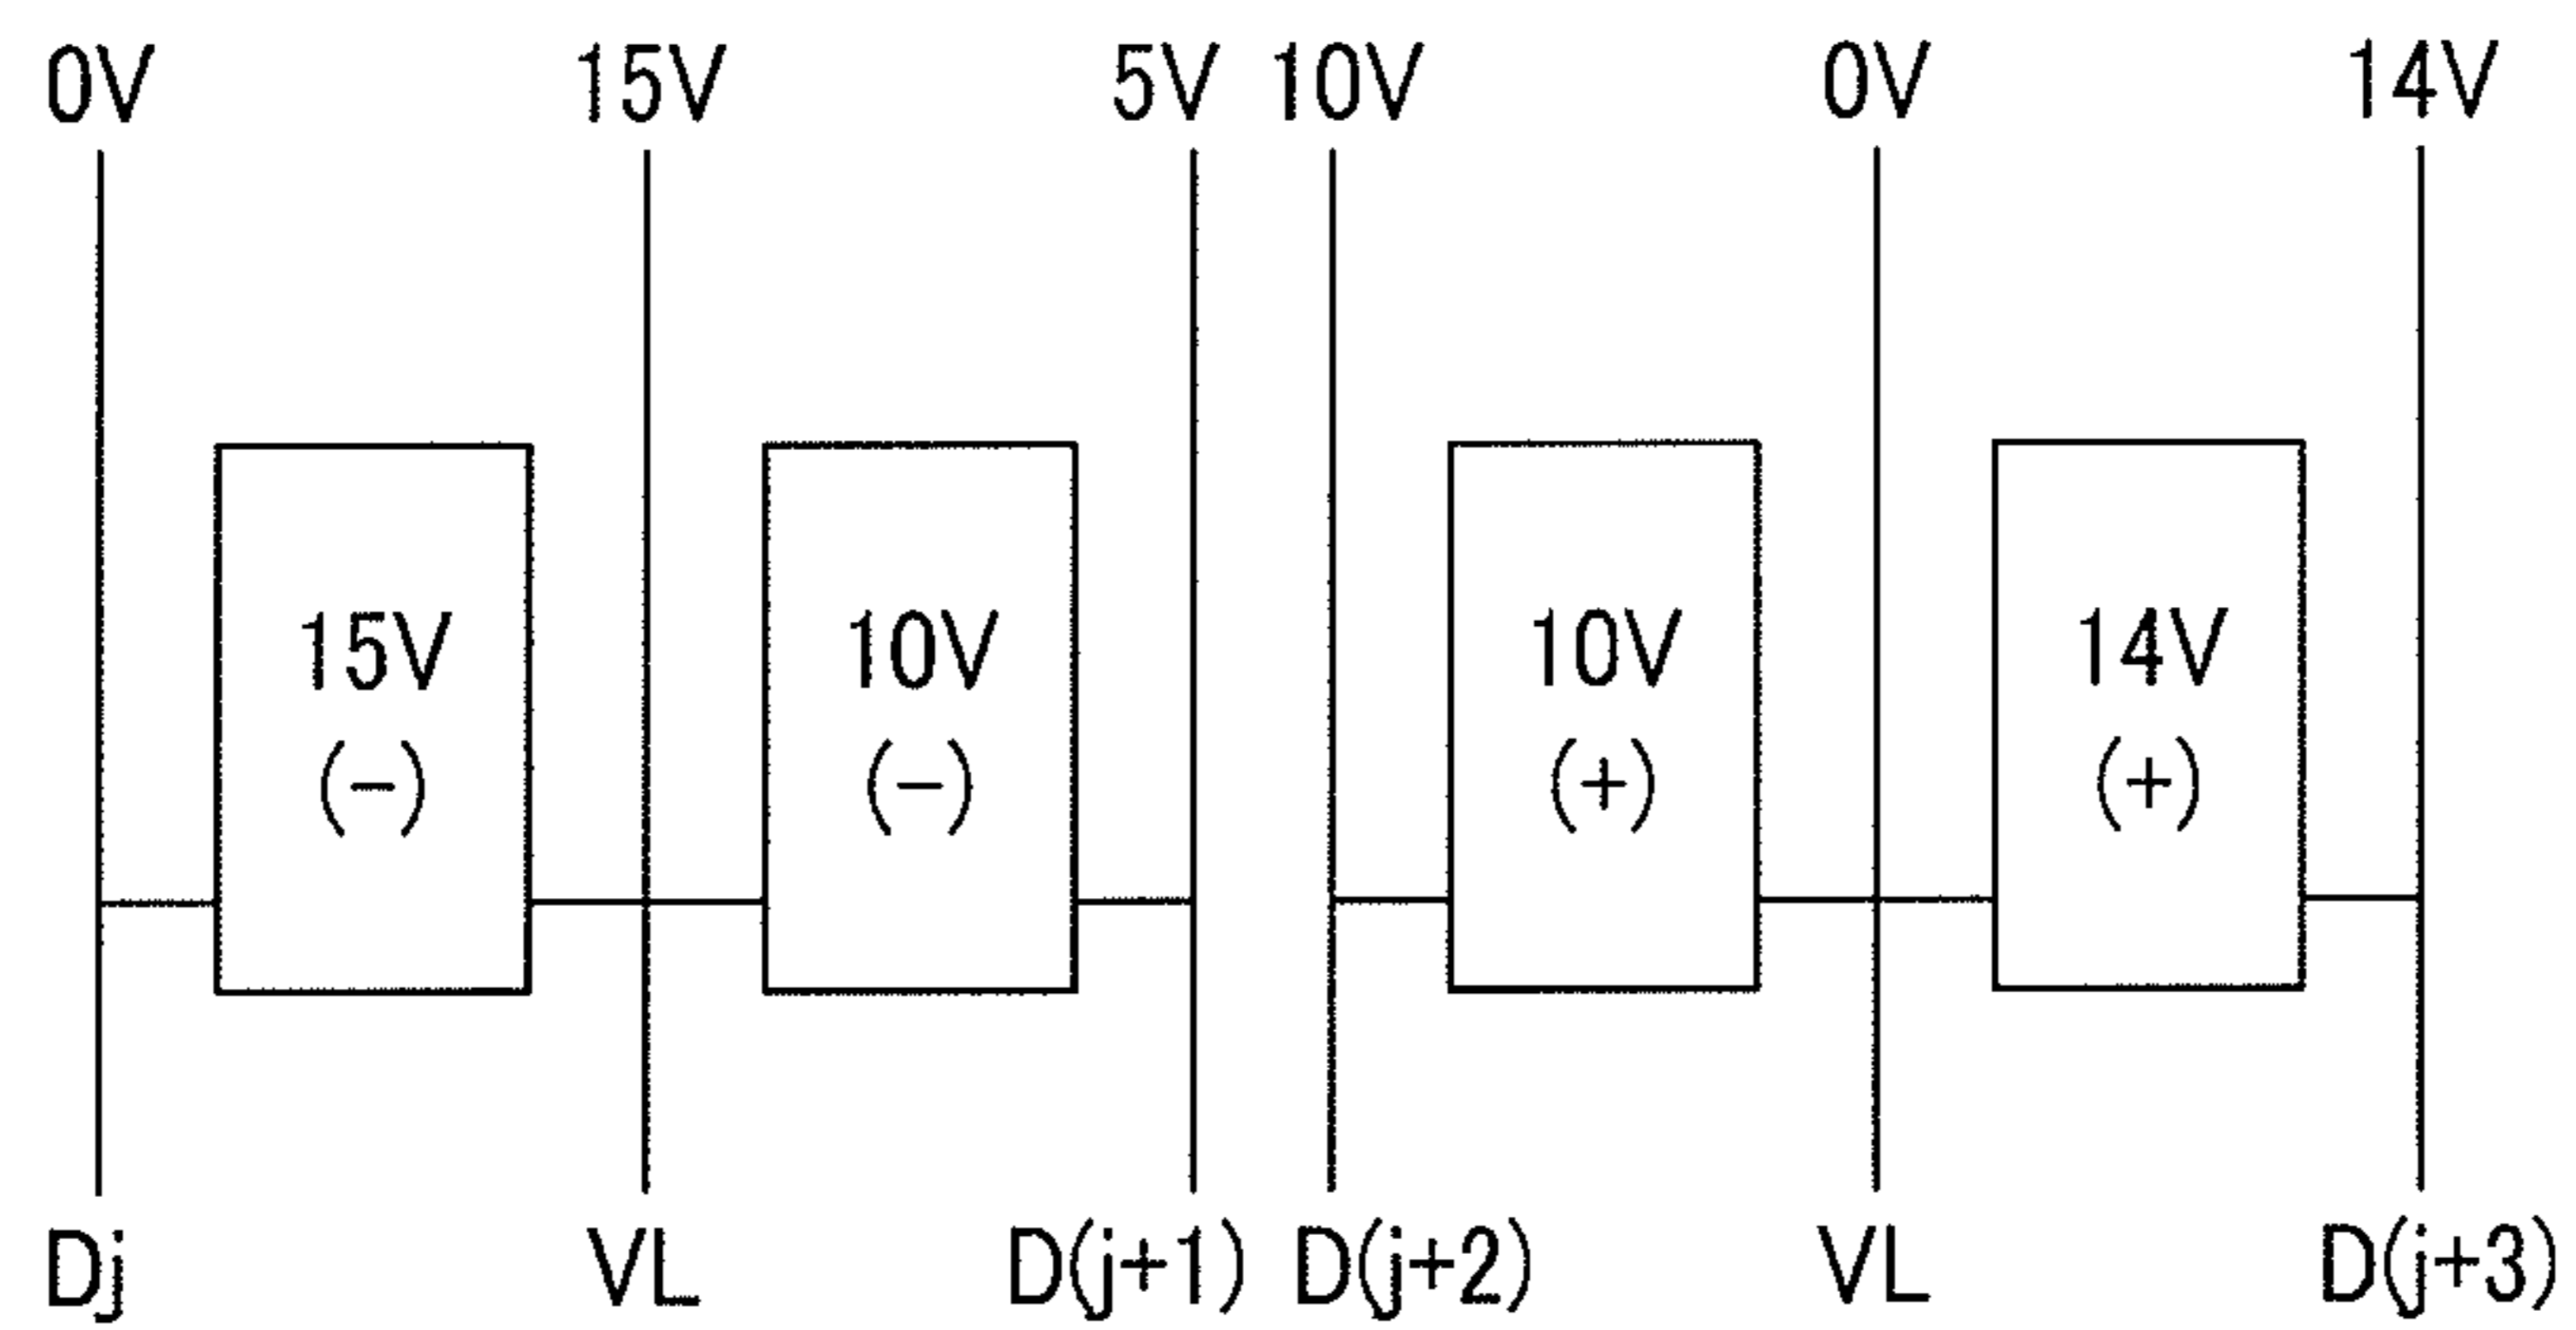 0V 15V 5V 10V 0V 14V
15V 10V 10V 14V
(-) (-) (+) (+)
Dj VL D(j+1) D(j+2) VL D(j+3)